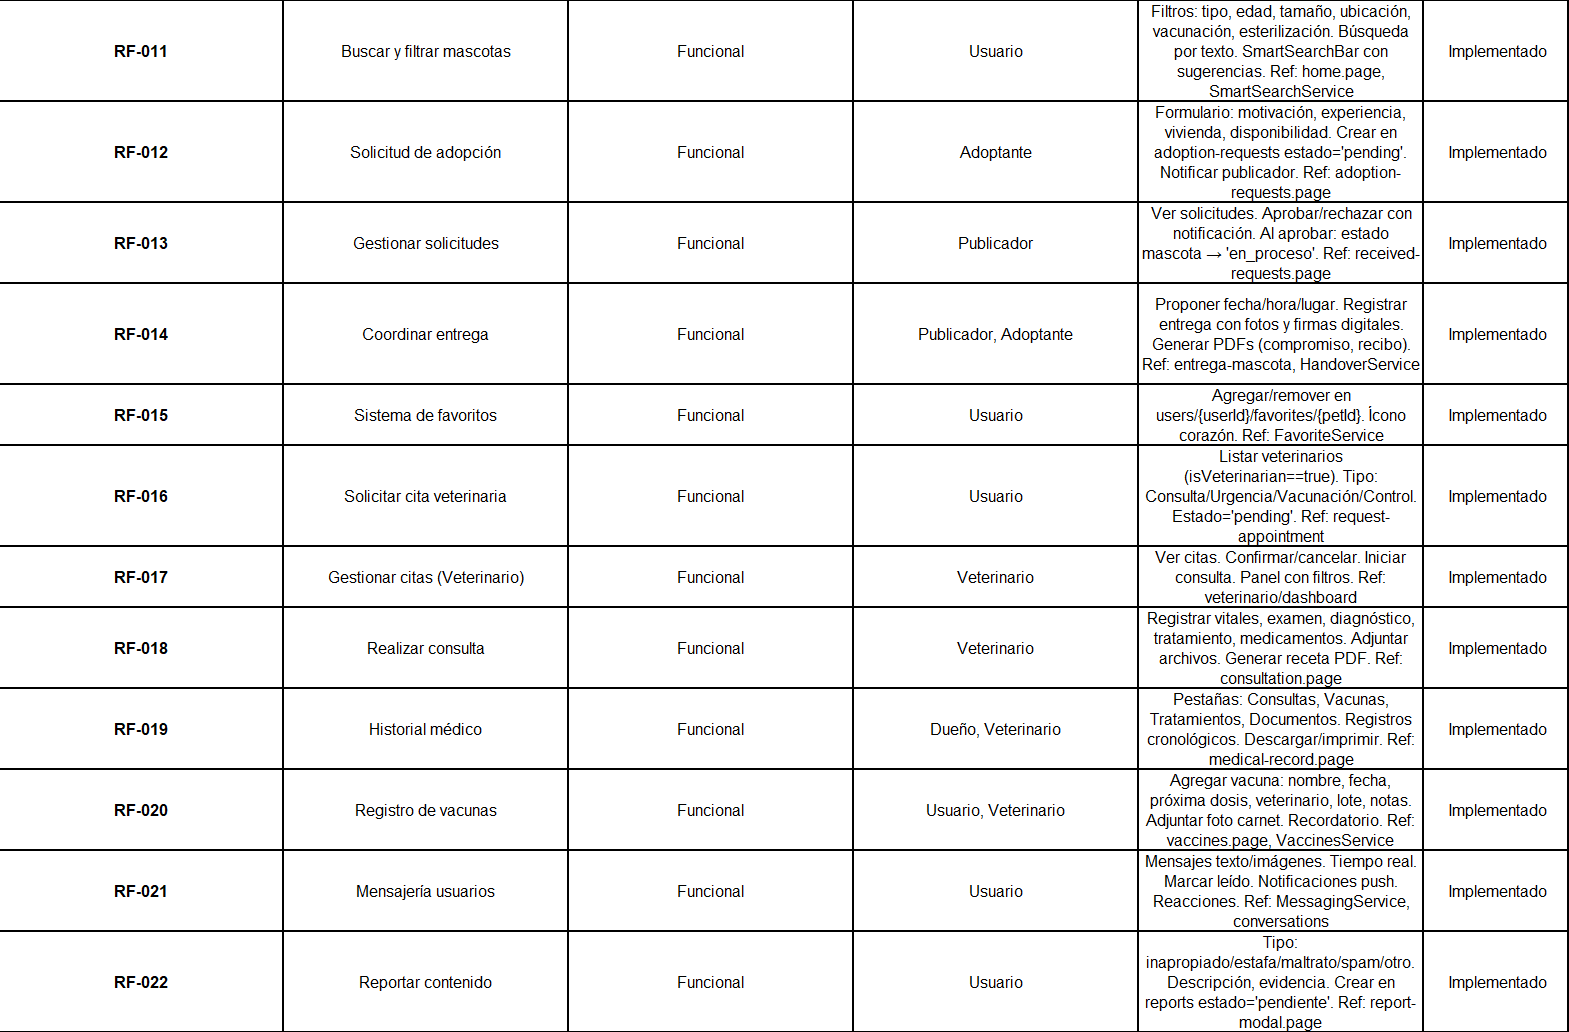 RF-011
Buscar y filtrar mascotas
Funcional
Usuario
Filtros: tipo, edad, tamaño, ubicación,
vacunación, esterilización. Búsqueda
por texto. SmartSearchBar con
sugerencias. Ref: home.page,
SmartSearchService
Implementado
RF-012
Solicitud de adopción
Funcional
Adoptante
Formulario: motivación, experiencia,
vivienda, disponibilidad. Crear en
adoption-requests estado='pending'.
Notificar publicador. Ref: adoption-
requests.page
Implementado
RF-013
Gestionar solicitudes
Funcional
Publicador
Ver solicitudes. Aprobar/rechazar con
notificación. Al aprobar: estado
mascota → 'en_proceso'. Ref: received-
requests.page
Implementado
RF-014
Coordinar entrega
Funcional
Publicador, Adoptante
Proponer fecha/hora/lugar. Registrar
entrega con fotos y firmas digitales.
Generar PDFs (compromiso, recibo).
Ref: entrega-mascota, HandoverService
Implementado
RF-015
Sistema de favoritos
Funcional
Usuario
Agregar/remover en
users/{userId}/favorites/{petId}. Ícono
corazón. Ref: FavoriteService
Implementado
RF-016
Solicitar cita veterinaria
Funcional
Usuario
Listar veterinarios
(isVeterinarian==true). Tipo:
Consulta/Urgencia/Vacunación/Control.
Estado='pending'. Ref: request-
appointment
Implementado
RF-017
Gestionar citas (Veterinario)
Funcional
Veterinario
Ver citas. Confirmar/cancelar. Iniciar
consulta. Panel con filtros. Ref:
veterinario/dashboard
Implementado
RF-018
Realizar consulta
Funcional
Veterinario
Registrar vitales, examen, diagnóstico,
tratamiento, medicamentos. Adjuntar
archivos. Generar receta PDF. Ref:
consultation.page
Implementado
RF-019
Historial médico
Funcional
Dueño, Veterinario
Pestañas: Consultas, Vacunas,
Tratamientos, Documentos. Registros
cronológicos. Descargar/imprimir. Ref:
medical-record.page
Implementado
RF-020
Registro de vacunas
Funcional
Usuario, Veterinario
Agregar vacuna: nombre, fecha,
próxima dosis, veterinario, lote, notas.
Adjuntar foto carnet. Recordatorio. Ref:
vaccines.page, VaccinesService
Implementado
RF-021
Mensajería usuarios
Funcional
Usuario
Mensajes texto/imágenes. Tiempo real.
Marcar leído. Notificaciones push.
Reacciones. Ref: MessagingService,
conversations
Implementado
RF-022
Reportar contenido
Funcional
Usuario
Tipo:
inapropiado/estafa/maltrato/spam/otro.
Descripción, evidencia. Crear en
reports estado='pendiente'. Ref: report-
modal.page
Implementado